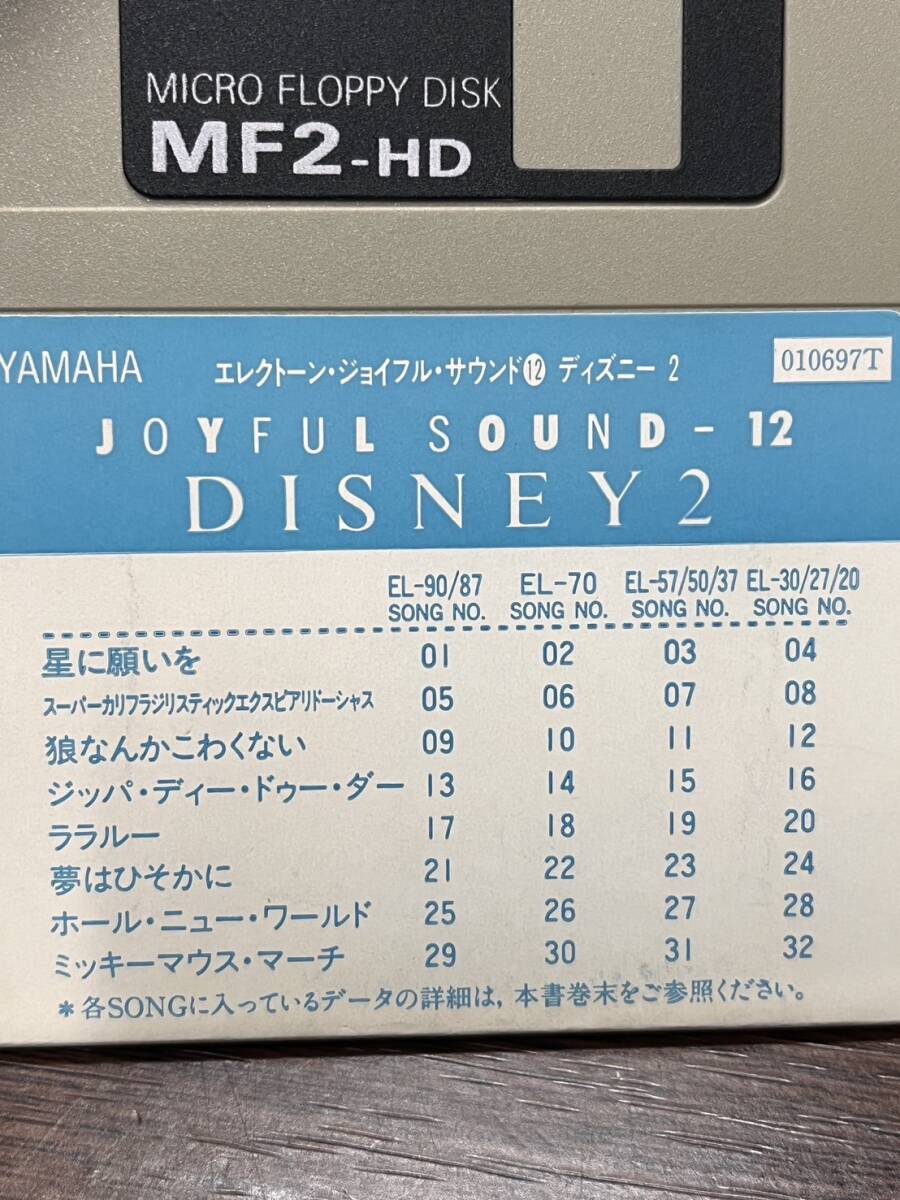 MICRO FLOPPY DISK
MF2-HD
YAMAHA エレクトーン・ジョイフル・サウンド⑫ ディズニー 2 010697T
JOYFUL SOUND-12
DISNEY 2
EL-90/87 EL-70 EL-57/50/37 EL-30/27/20
SONG NO. SONG NO. SONG NO. SONG NO.
星に願いを 01 02 03 04
スーパーカリフラジリスティックエクスピアリドーシャス 05 06 07 08
狼なんかこわくない 09 10 11 12
ジッパ・ディー・ドゥー・ダー 13 14 15 16
ララルー 17 18 19 20
夢はひそかに 21 22 23 24
ホール・ニュー・ワールド 25 26 27 28
ミッキーマウス・マーチ 29 30 31 32
*各SONGに入っているデータの詳細は,本書巻末をご参照ください。